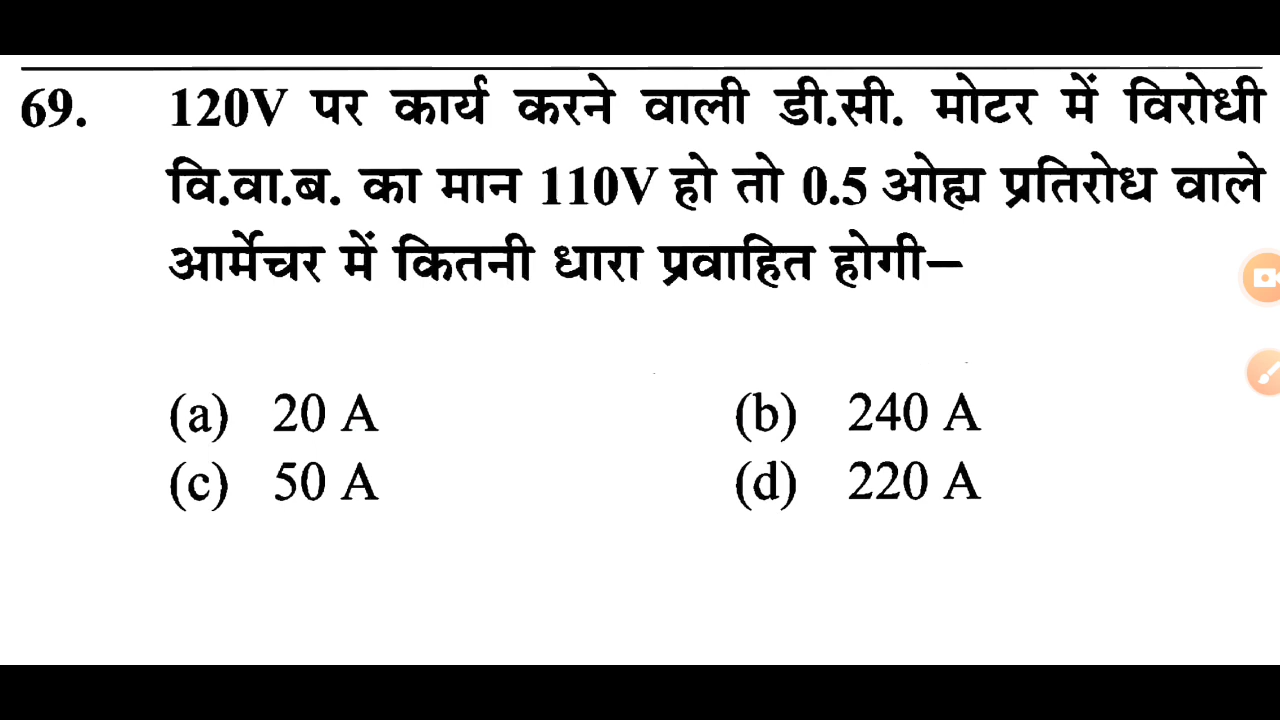 69. 120V पर कार्य करने वाली डी.सी. मोटर में विरोधी
वि.वा.ब. का मान 110V हो तो 0.5 ओह्म प्रतिरोध वाले
आर्मेचर में कितनी धारा प्रवाहित होगी–
(a) 20 A (b) 240 A
(c) 50 A (d) 220 A